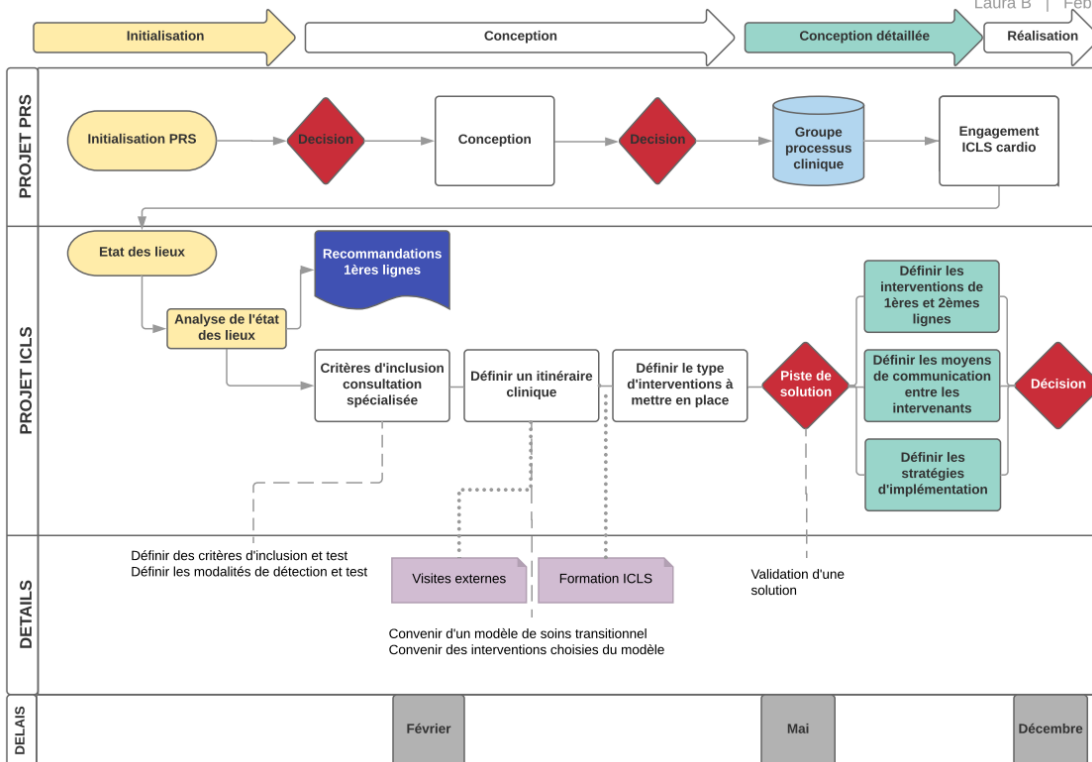 Laura B | Feb
Initialisation
Conception
Conception détaillée
Réalisation
PROJET PRS
Initialisation PRS
Decision
Conception
Decision
Groupe
processus
clinique
Engagement
ICLS cardio
PROJET ICLS
Etat des lieux
Recommandations
1ères lignes
Analyse de l'état
des lieux
Critères d'inclusion
consultation
spécialisée
Définir un itinéraire
clinique
Définir le type
d'interventions à
mettre en place
Piste de
solution
Définir les
interventions de
1ères et 2èmes
lignes
Définir les moyens
de communication
entre les
intervenants
Définir les
stratégies
d'implémentation
Décision
DETAILS
Définir des critères d'inclusion et test
Définir les modalités de détection et test
Visites externes
Formation ICLS
Validation d'une
solution
Convenir d'un modèle de soins transitionnel
Convenir des interventions choisies du modèle
DELAIS
Février
Mai
Décembre